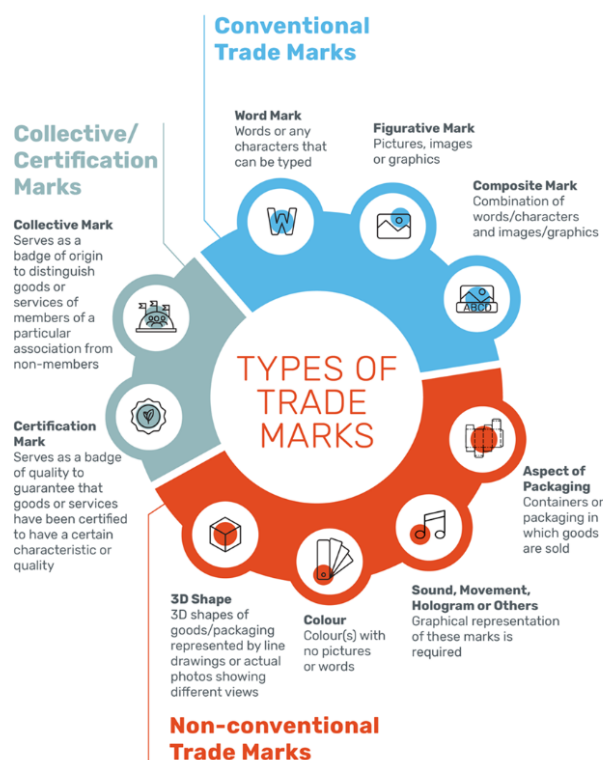 Conventional
Trade Marks
Word Mark
Words or any
characters that
can be typed
Figurative Mark
Pictures, images
or graphics
Composite Mark
Combination of
words/characters
and images/graphics
Collective/
Certification
Marks
Collective Mark
Serves as a
badge of origin
to distinguish
goods or
services of
members of a
particular
association from
non-members
Certification
Mark
Serves as a badge
of quality to
guarantee that
goods or services
have been certified
to have a certain
characteristic or
quality
W
ABCD
TYPES OF
TRADE
MARKS
Aspect of
Packaging
Containers or
packaging in
which goods
are sold
Sound, Movement,
Hologram or Others
Graphical representation
of these marks is
required
Colour
Colour(s) with
no pictures
or words
3D Shape
3D shapes of
goods/packaging
represented by line
drawings or actual
photos showing
different views
Non-conventional
Trade Marks